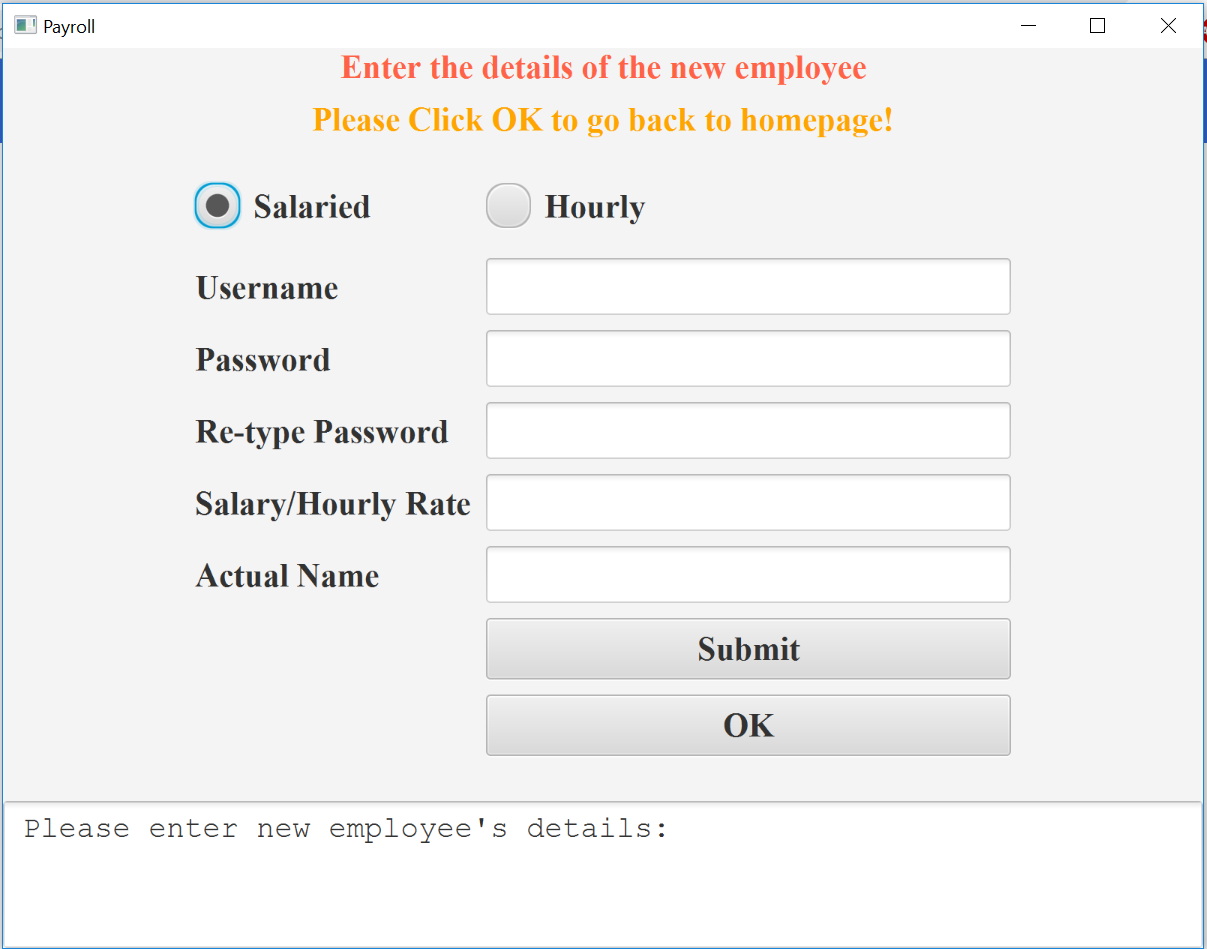 Payroll
Enter the details of the new employee
Please Click OK to go back to homepage!
Salaried Hourly
Username
Password
Re-type Password
Salary/Hourly Rate
Actual Name
Submit
OK
Please enter new employee's details: